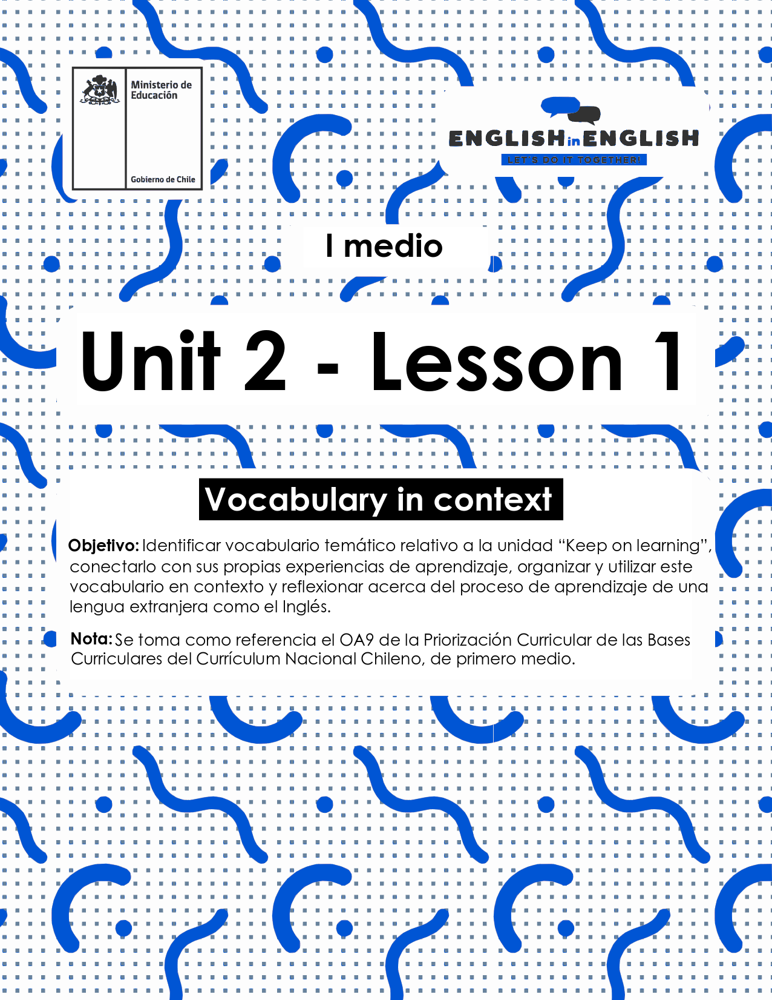 Ministerio de
Educación
Gobierno de Chile
ENGLISH in ENGLISH
LET'S DO IT TOGETHER!
I medio
Unit 2 - Lesson 1
Vocabulary in context
Objetivo: Identificar vocabulario temático relativo a la unidad “Keep on learning”,
conectarlo con sus propias experiencias de aprendizaje, organizar y utilizar este
vocabulario en contexto y reflexionar acerca del proceso de aprendizaje de una
lengua extranjera como el Inglés.
Nota: Se toma como referencia el OA9 de la Priorización Curricular de las Bases
Curriculares del Currículum Nacional Chileno, de primero medio.